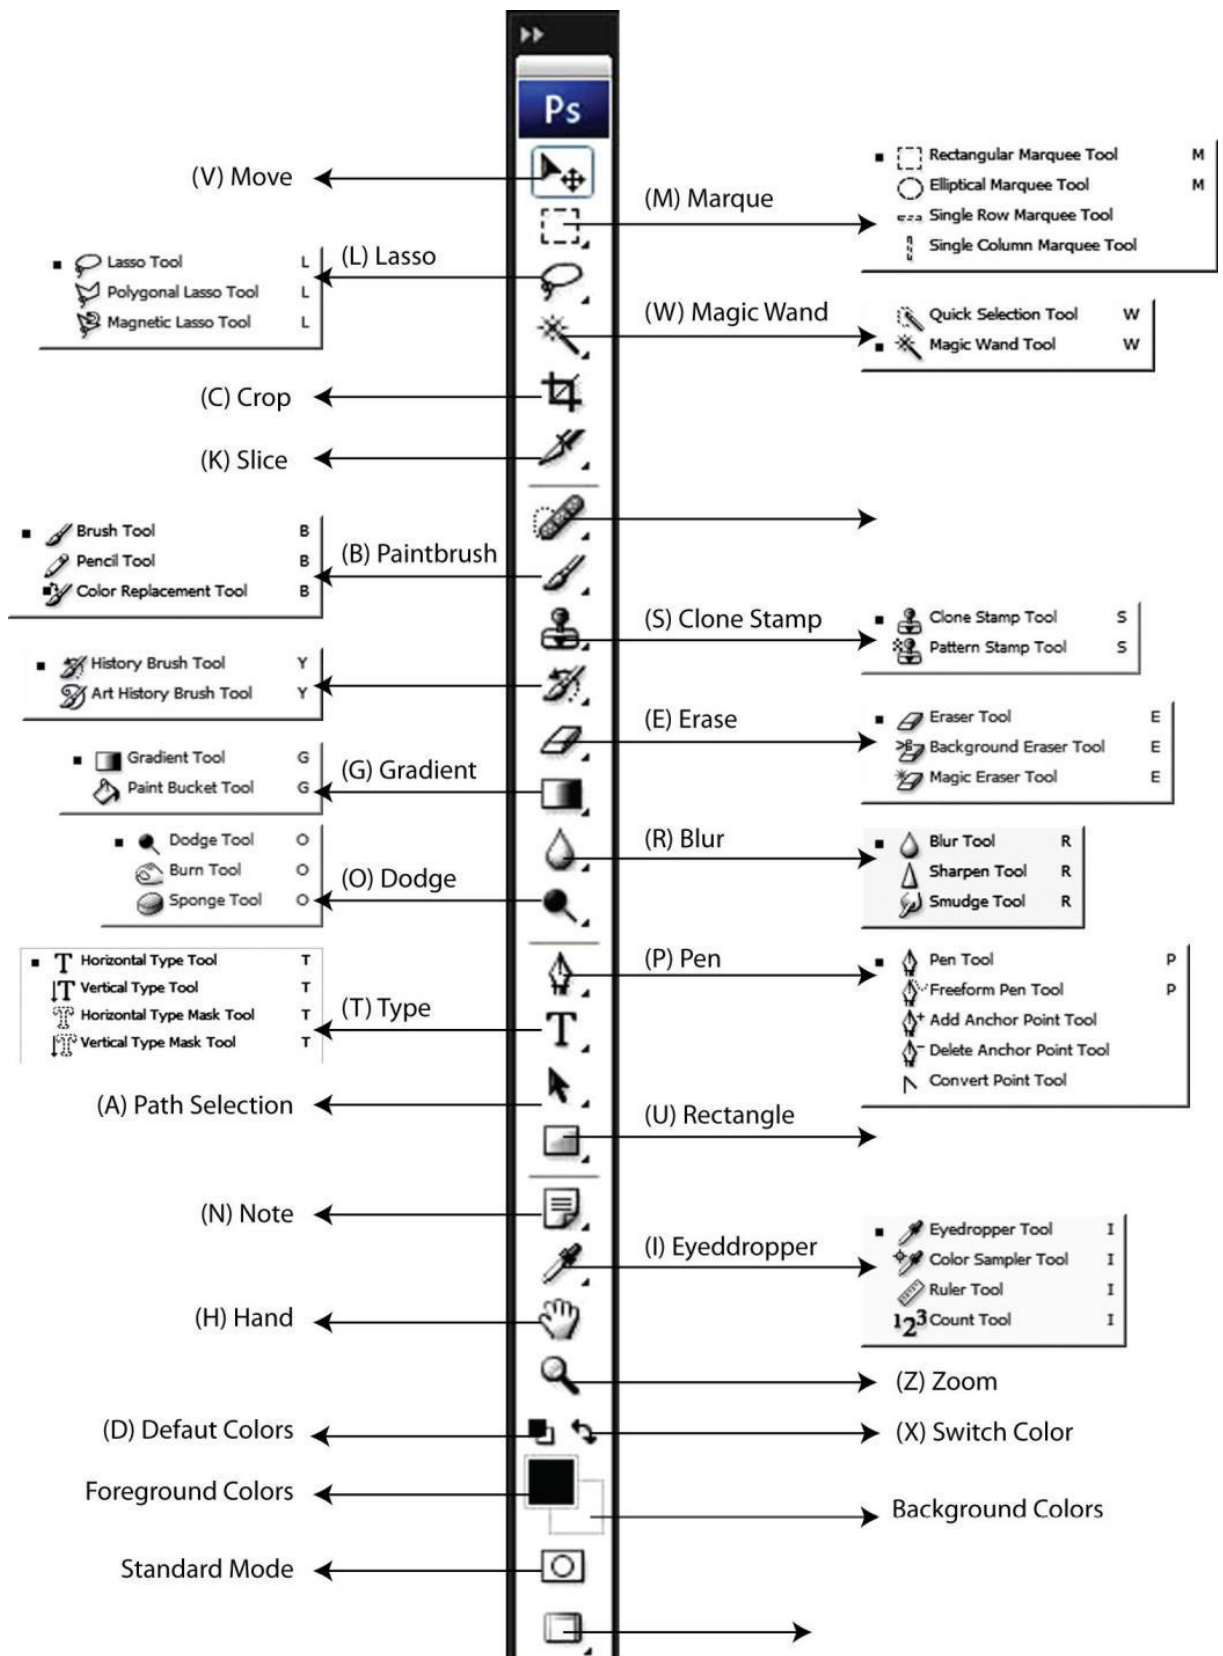 Ps
(V) Move
(M) Marque
Rectangular Marquee Tool M
Elliptical Marquee Tool M
Single Row Marquee Tool
Single Column Marquee Tool
(L) Lasso
Lasso Tool L
Polygonal Lasso Tool L
Magnetic Lasso Tool L
(W) Magic Wand
Quick Selection Tool W
Magic Wand Tool W
(C) Crop
(K) Slice
(B) Paintbrush
Brush Tool B
Pencil Tool B
Color Replacement Tool B
(S) Clone Stamp
Clone Stamp Tool S
Pattern Stamp Tool S
History Brush Tool Y
Art History Brush Tool Y
(E) Erase
Eraser Tool E
Background Eraser Tool E
Magic Eraser Tool E
(G) Gradient
Gradient Tool G
Paint Bucket Tool G
(R) Blur
Blur Tool R
Sharpen Tool R
Smudge Tool R
(O) Dodge
Dodge Tool O
Burn Tool O
Sponge Tool O
(P) Pen
Pen Tool P
Freeform Pen Tool P
Add Anchor Point Tool
Delete Anchor Point Tool
Convert Point Tool
(T) Type
Horizontal Type Tool T
Vertical Type Tool T
Horizontal Type Mask Tool T
Vertical Type Mask Tool T
(A) Path Selection
(U) Rectangle
(N) Note
(I) Eyeddropper
Eyedropper Tool I
Color Sampler Tool I
Ruler Tool I
123 Count Tool I
(H) Hand
(Z) Zoom
(D) Defaut Colors
(X) Switch Color
Foreground Colors
Background Colors
Standard Mode